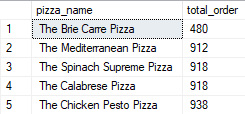 pizza_name total_order
1 The Brie Carre Pizza 480
2 The Mediterranean Pizza 912
3 The Spinach Supreme Pizza 918
4 The Calabrese Pizza 918
5 The Chicken Pesto Pizza 938